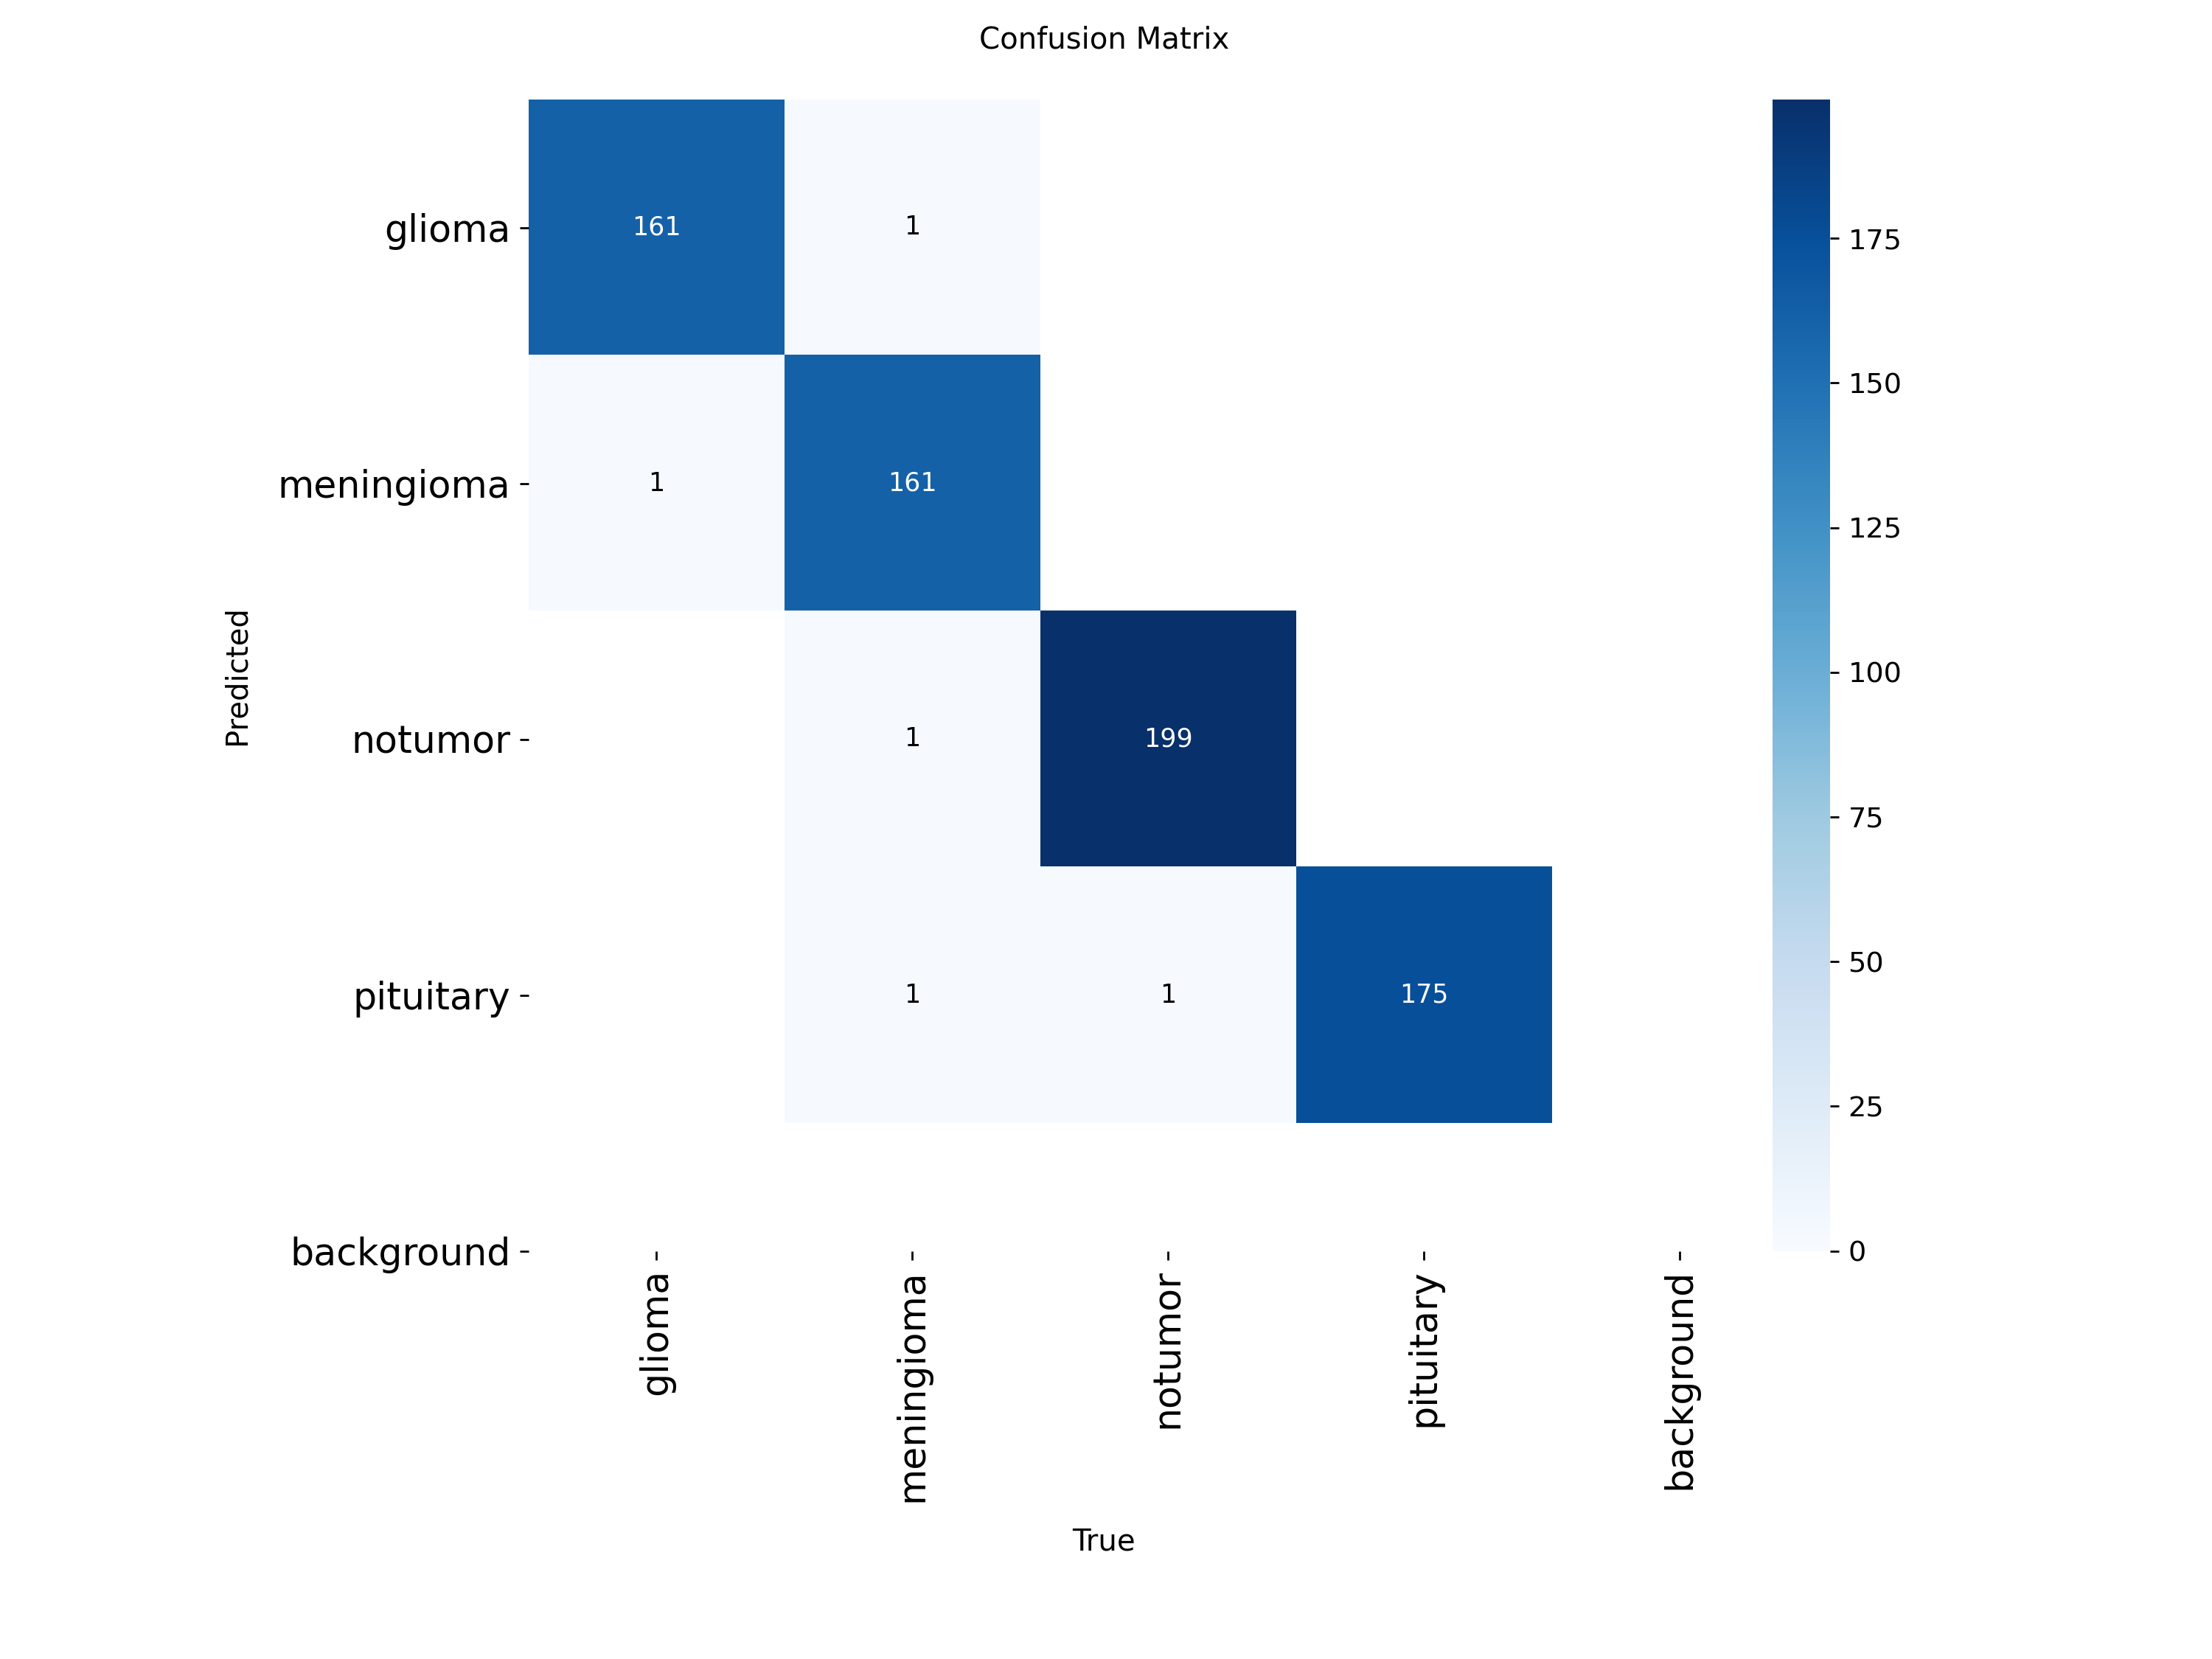 Confusion Matrix
glioma
161
1
175
meningioma
1
161
150
125
Predicted
notumor
1
199
100
75
pituitary
1
1
175
50
25
background
0
glioma
meningioma
notumor
pituitary
background
True